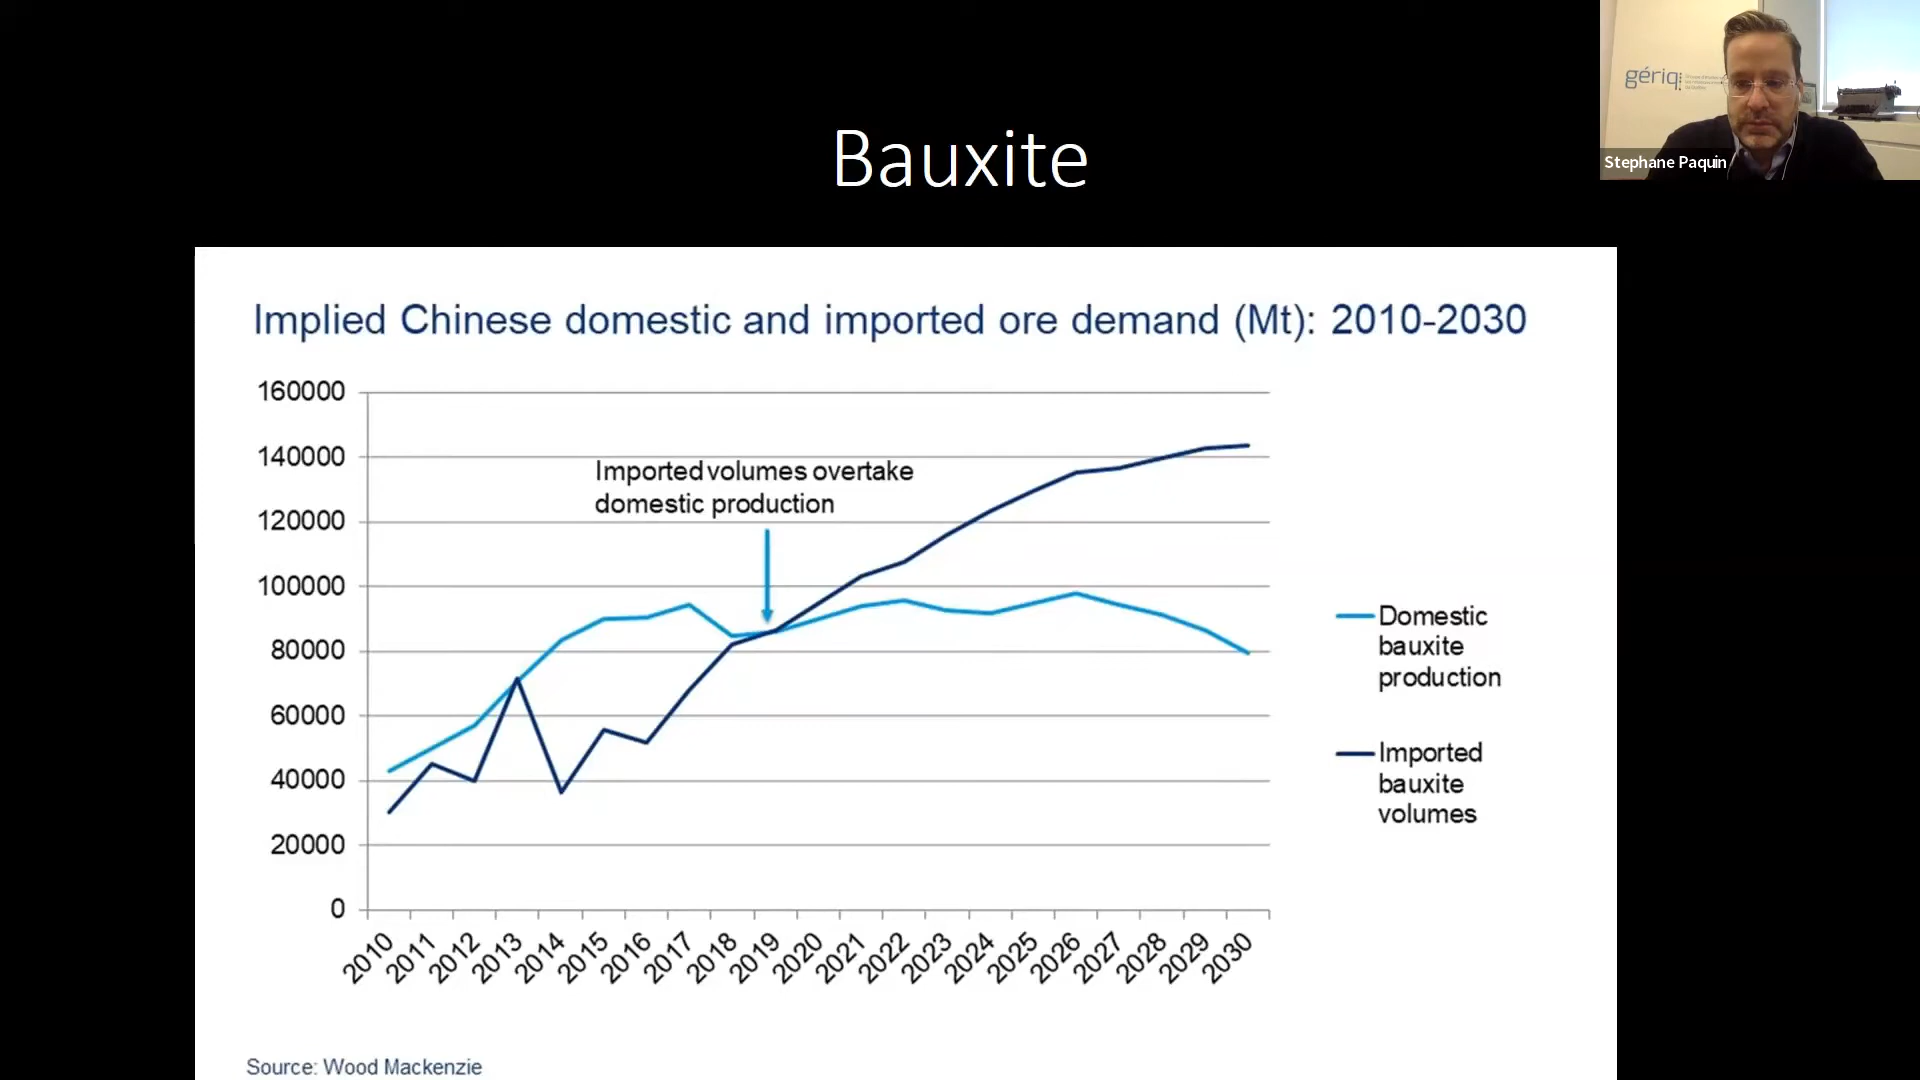 Bauxite
gériq
Stephane Paquin
Implied Chinese domestic and imported ore demand (Mt): 2010-2030
160000
140000
120000
100000
80000
60000
40000
20000
0
Imported volumes overtake
domestic production
2010
2011
2012
2013
2014
2015
2016
2017
2018
2019
2020
2021
2022
2023
2024
2025
2026
2027
2028
2029
2030
Domestic
bauxite
production
Imported
bauxite
volumes
Source: Wood Mackenzie